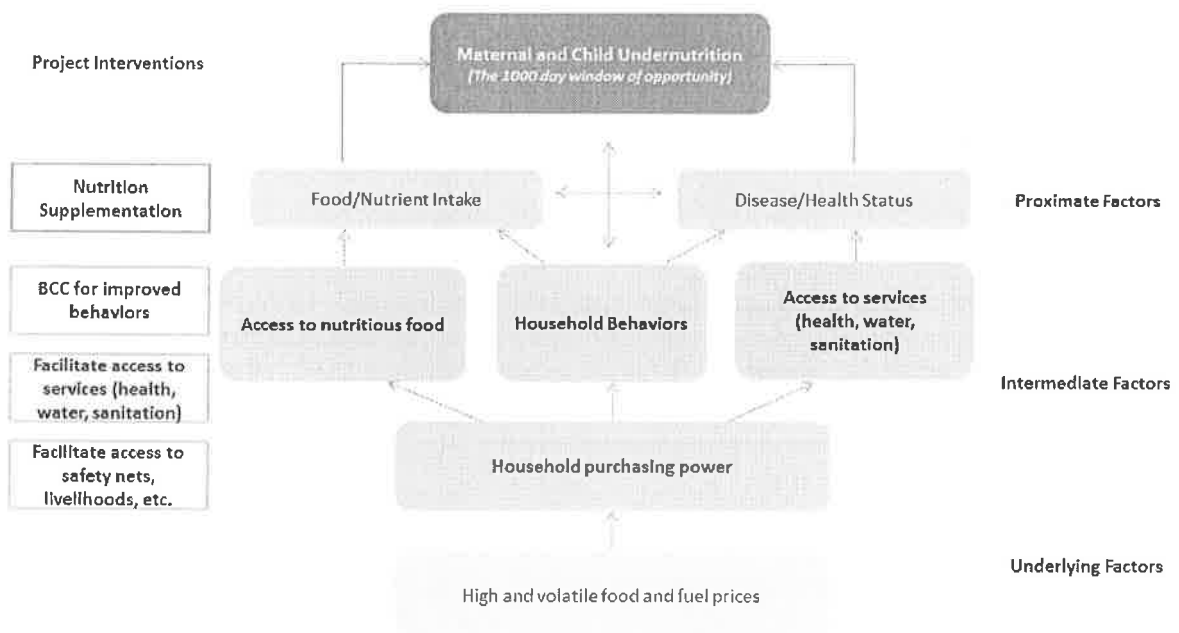 Maternal and Child Undernutrition
(The 1000 day window of opportunity)
Project Interventions
Nutrition
Supplementation
Food/Nutrient Intake
Disease/Health Status
Proximate Factors
BCC for improved
behaviors
Access to nutritious food
Household Behaviors
Access to services
(health, water,
sanitation)
Facilitate access to
services (health,
water, sanitation)
Intermediate Factors
Facilitate access to
safety nets,
livelihoods, etc.
Household purchasing power
Underlying Factors
High and volatile food and fuel prices